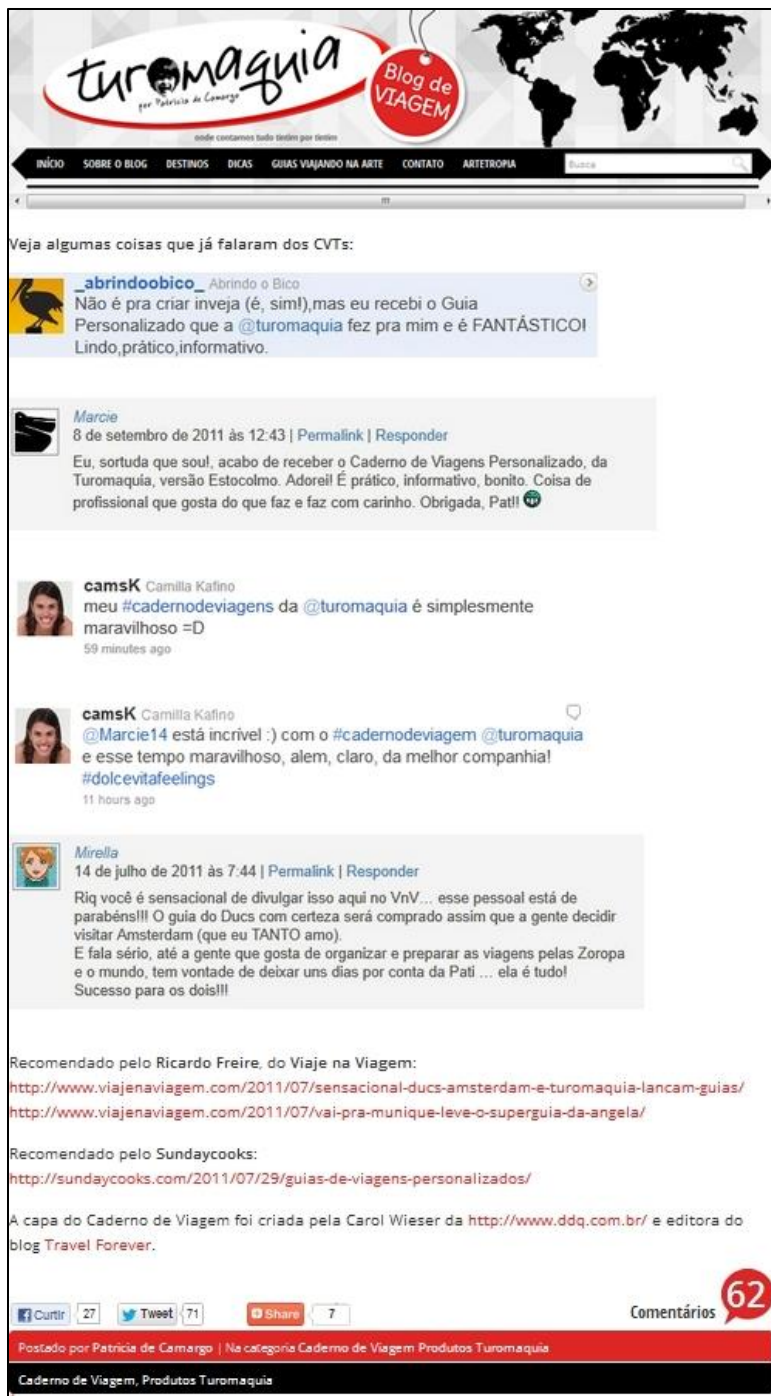 turomaquia
por Patricia de Camargo
Blog de
VIAGEM
onde contamos tudo tintim por tintim
INÍCIO SOBRE O BLOG DESTINOS DICAS GUIAS VIAJANDO NA ARTE CONTATO ARTETROPIA Busca
Veja algumas coisas que já falaram dos CVTs:
_abrindoobico_ Abrindo o Bico
Não é pra criar inveja (é, sim!),mas eu recebi o Guia
Personalizado que a @turomaquia fez pra mim e é FANTÁSTICO!
Lindo,prático,informativo.
Marcie
8 de setembro de 2011 às 12:43 | Permalink | Responder
Eu, sortuda que sou!, acabo de receber o Caderno de Viagens Personalizado, da
Turomaquia, versão Estocolmo. Adorei! É prático, informativo, bonito. Coisa de
profissional que gosta do que faz e faz com carinho. Obrigada, Pat!!
camsK Camilla Kafino
meu #cadernodeviagens da @turomaquia é simplesmente
maravilhoso =D
59 minutes ago
camsK Camilla Kafino
@Marcie14 está incrível :) com o #cadernodeviagem @turomaquia
e esse tempo maravilhoso, alem, claro, da melhor companhia!
#dolcevitafeelings
11 hours ago
Mirella
14 de julho de 2011 às 7:44 | Permalink | Responder
Riq você é sensacional de divulgar isso aqui no VnV... esse pessoal está de
parabéns!!! O guia do Ducs com certeza será comprado assim que a gente decidir
visitar Amsterdam (que eu TANTO amo).
E fala sério, até a gente que gosta de organizar e preparar as viagens pelas Zoropa
e o mundo, tem vontade de deixar uns dias por conta da Pati ... ela é tudo!
Sucesso para os dois!!!
Recomendado pelo Ricardo Freire, do Viaje na Viagem:
http://www.viajenaviagem.com/2011/07/sensacional-ducs-amsterdam-e-turomaquia-lancam-guias/
http://www.viajenaviagem.com/2011/07/vai-pra-munique-leve-o-superguia-da-angela/
Recomendado pelo Sundaycooks:
http://sundaycooks.com/2011/07/29/guias-de-viagens-personalizados/
A capa do Caderno de Viagem foi criada pela Carol Wieser da http://www.ddq.com.br/ e editora do
blog Travel Forever.
Curtir 27 Tweet 71 Share 7 Comentários 62
Postado por Patricia de Camargo | Na categoria Caderno de Viagem Produtos Turomaquia
Caderno de Viagem, Produtos Turomaquia